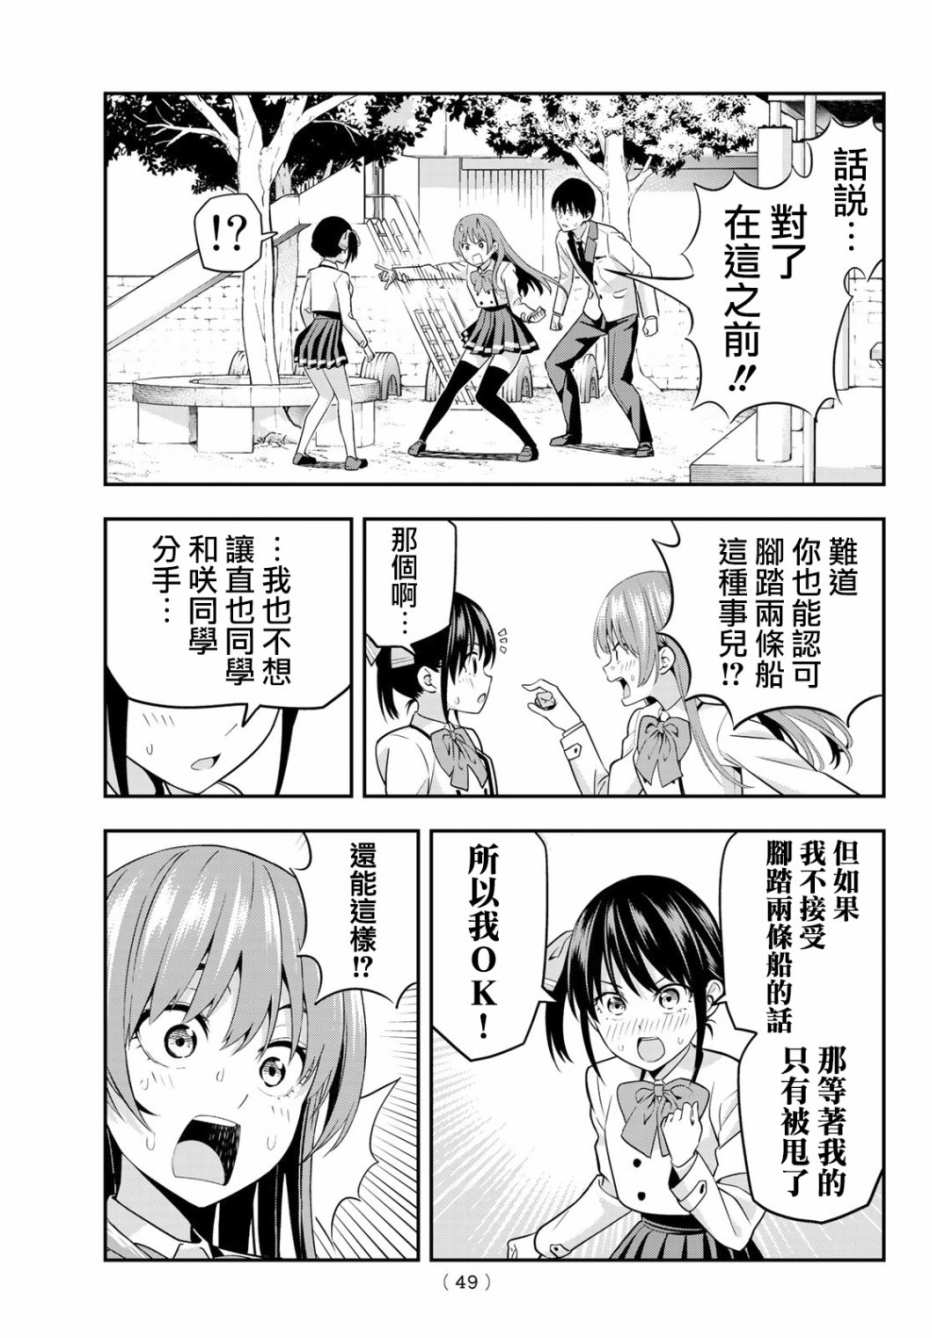 話説…
對了
在這之前!!
!?
難道
你也能認可
腳踏兩條船
這種事兒!?
那個啊…
…我也不想
讓直也同學
和咲同學
分手…
但如果
我不接受
腳踏兩條船的話
那等著我的
只有被甩了
所以我OK!
還能這樣!?
(49)